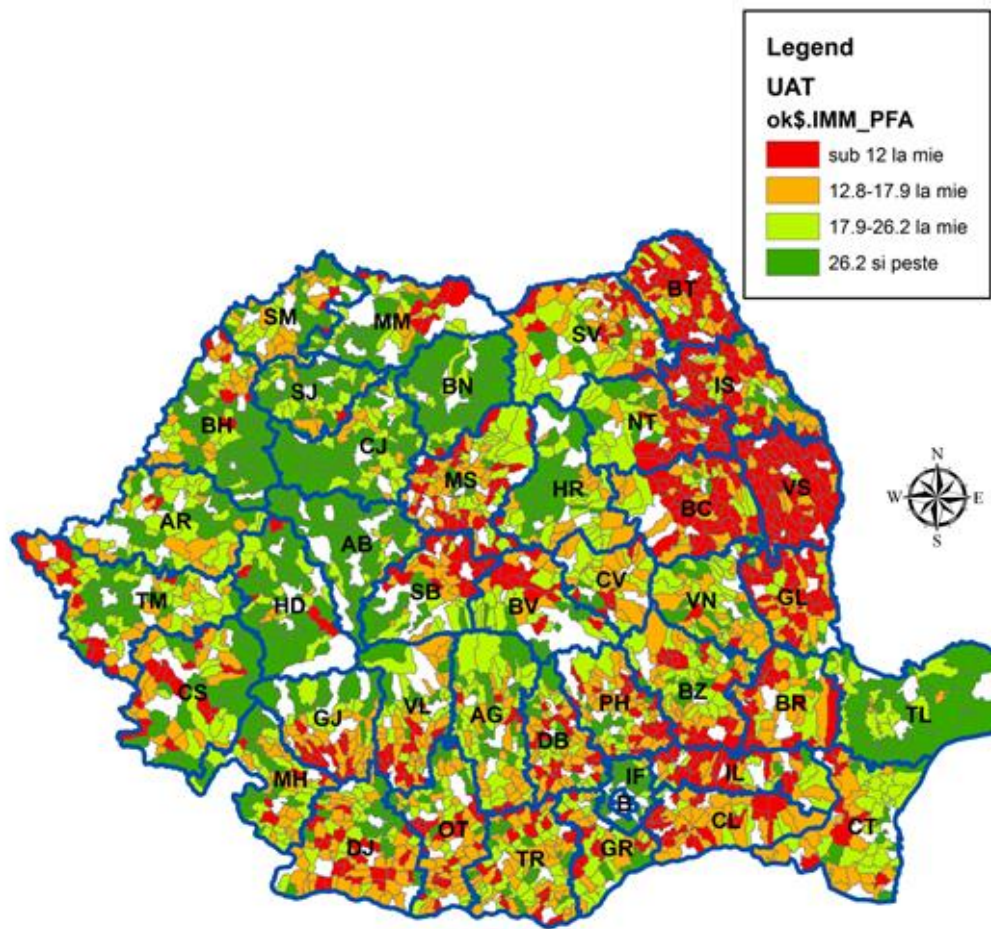 Legend
UAT
ok$.IMM_PFA
sub 12 la mie
12.8-17.9 la mie
17.9-26.2 la mie
26.2 si peste
BT
SM
MM
SV
IS
BN
SJ
BH
NT
CJ
MS
HR
VS
BC
AR
AB
N
W
E
S
TM
HD
SB
BV
CV
VN
GL
CS
GJ
VL
AG
PH
BZ
BR
TL
DB
MH
IF
IL
B
OT
CL
CT
DJ
TR
GR